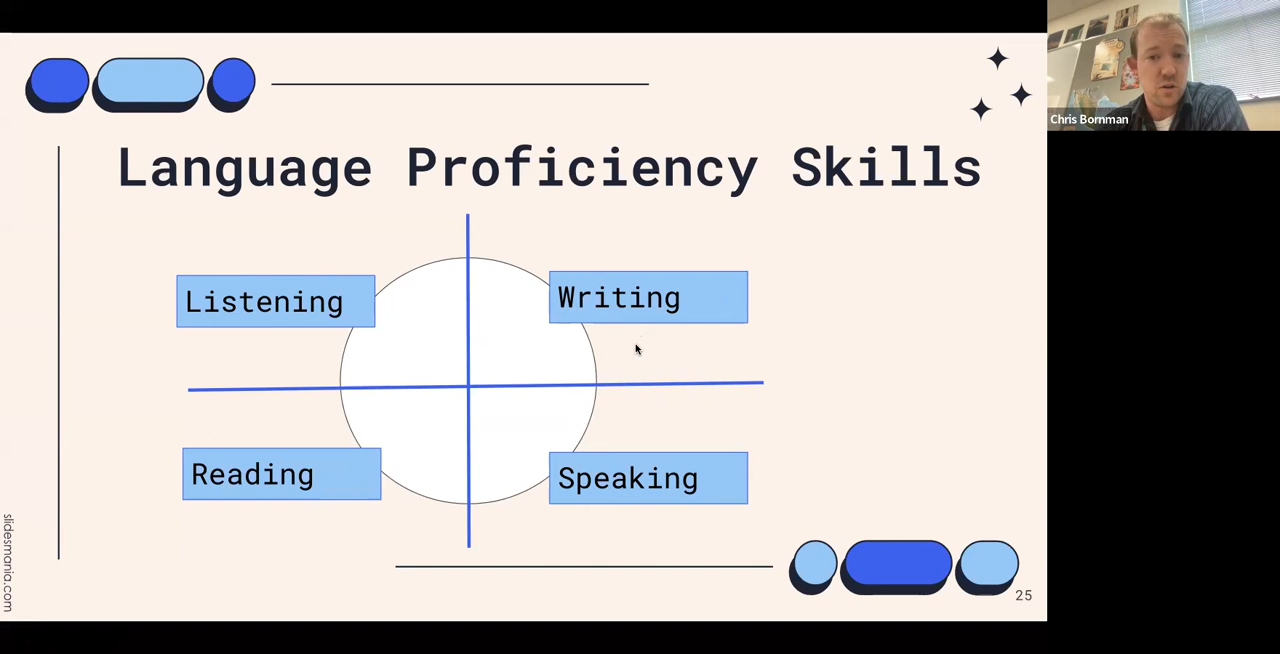 Language Proficiency Skills
Listening
Writing
Reading
Speaking
25
slidesmania.com
Chris Bornman